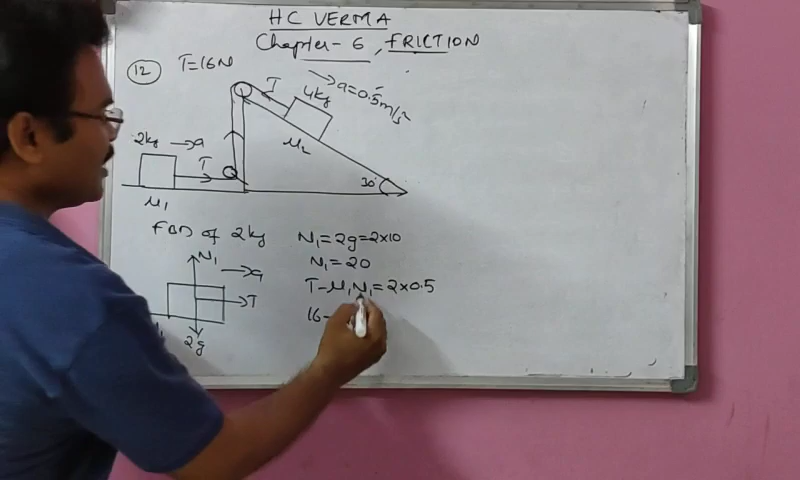 HC VERMA
Chapter-6, FRICTION
12
T=16N
T
4kg
a=0.5m/s²
2kg
a
T
μ₂
30°
μ₁
FBD of 2kg
N₁=2g=2×10
N₁
N₁=20
a
T-μ₁N₁=2×0.5
T
16-
2g